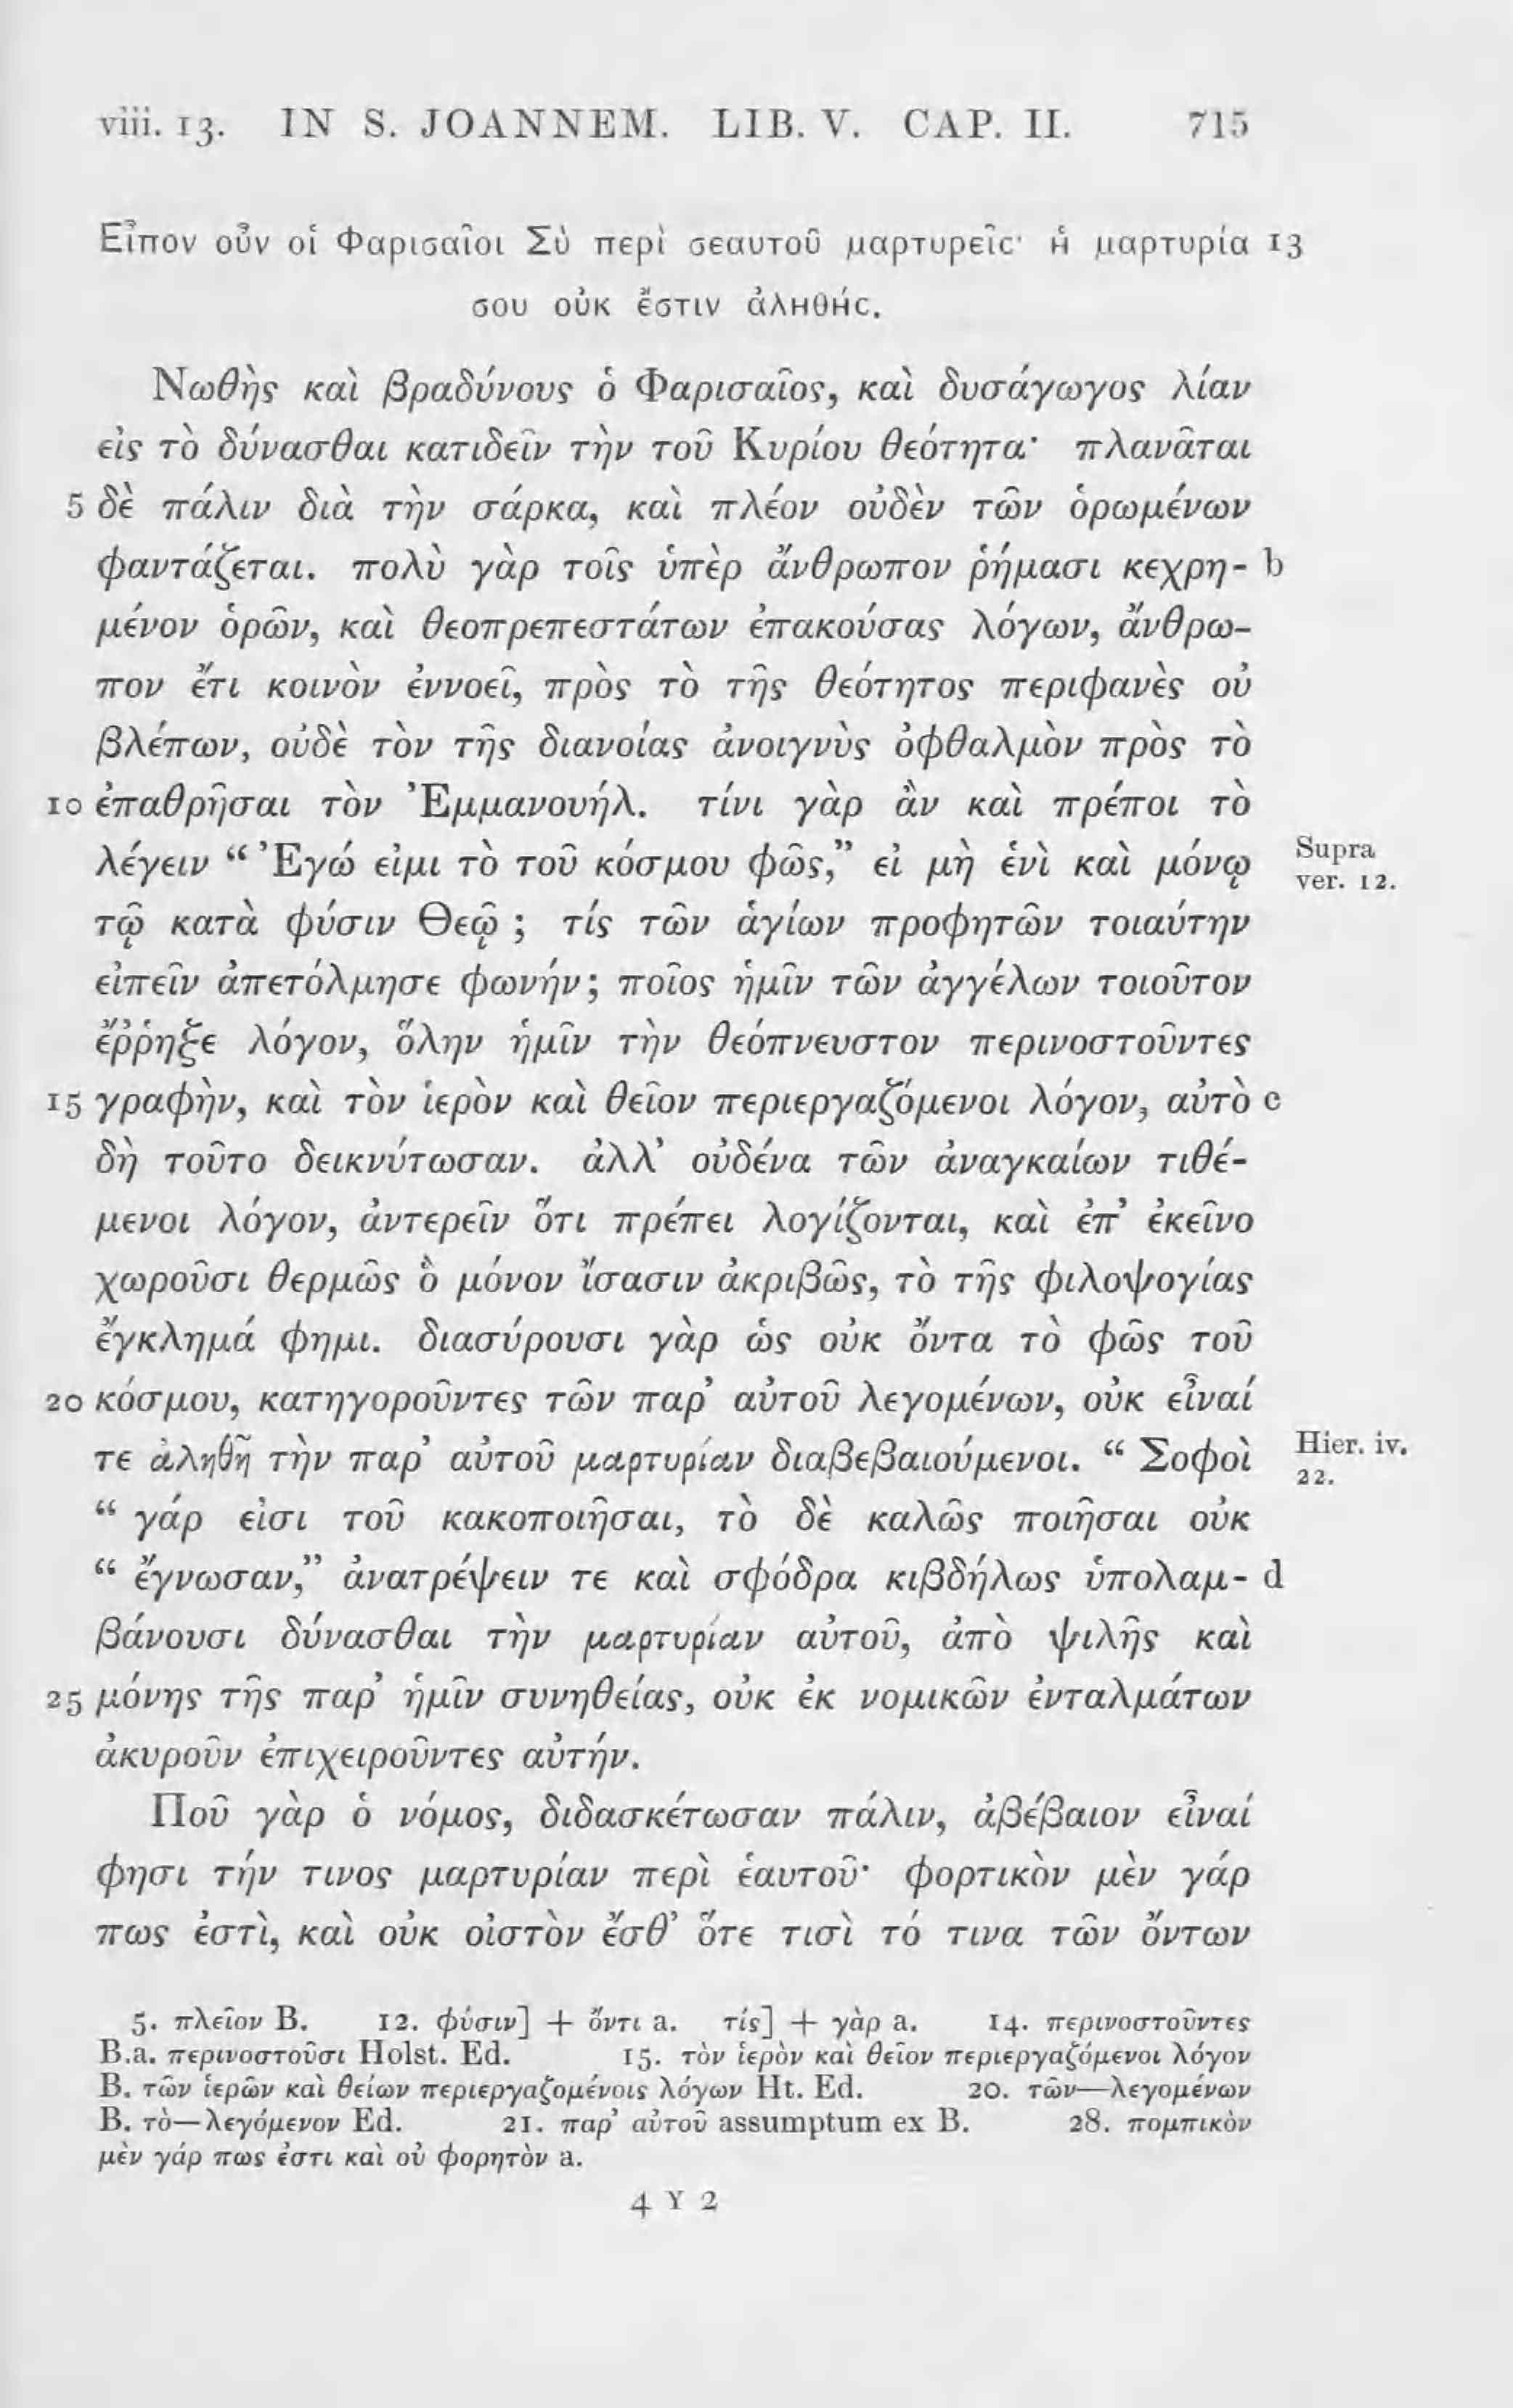 viii. 13. IN S. JOANNEM. LIB. V. CAP. II. 715
Εἶπον οὖν οἱ Φαρισαῖοι Σὺ περὶ σεαυτοῦ μαρτυρεῖς· ἡ μαρτυρία 13
σου οὐκ ἔστιν ἀληθής.
Νωθὴς καὶ βραδύνους ὁ Φαρισαῖος, καὶ δυσάγωγος λίαν
εἰς τὸ δύνασθαι κατιδεῖν τὴν τοῦ Κυρίου θεότητα· πλανᾶται
5 δὲ πάλιν διὰ τὴν σάρκα, καὶ πλέον οὐδὲν τῶν ὁρωμένων
φαντάζεται. πολὺ γὰρ τοῖς ὑπὲρ ἄνθρωπον ῥήμασι κεχρη- b
μένον ὁρῶν, καὶ θεοπρεπεστάτων ἐπακούσας λόγων, ἄνθρω-
πον ἔτι κοινὸν ἐννοεῖ, πρὸς τὸ τῆς θεότητος περιφανὲς οὐ
βλέπων, οὐδὲ τὸν τῆς διανοίας ἀνοιγνὺς ὀφθαλμὸν πρὸς τὸ
10 ἐπαθρῆσαι τὸν Ἐμμανουήλ. τίνι γὰρ ἂν καὶ πρέποι τὸ
λέγειν “ Ἐγώ εἰμι τὸ τοῦ κόσμου φῶς,” εἰ μὴ ἑνὶ καὶ μόνῳ Supra ver. 12.
τῷ κατὰ φύσιν Θεῷ ; τίς τῶν ἁγίων προφητῶν τοιαύτην
εἰπεῖν ἀπετόλμησε φωνήν; ποῖος ἡμῖν τῶν ἀγγέλων τοιοῦτον
ἔῤῥηξε λόγον, ὅλην ἡμῖν τὴν θεόπνευστον περινοστοῦντες
15 γραφὴν, καὶ τὸν ἱερὸν καὶ θεῖον περιεργαζόμενοι λόγον, αὐτὸ c
δὴ τοῦτο δεικνύτωσαν. ἀλλ’ οὐδένα τῶν ἀναγκαίων τιθέ-
μενοι λόγον, ἀντερεῖν ὅτι πρέπει λογίζονται, καὶ ἐπ’ ἐκεῖνο
χωροῦσι θερμῶς ὃ μόνον ἴσασιν ἀκριβῶς, τὸ τῆς φιλοψογίας
ἔγκλημά φημι. διασύρουσι γὰρ ὡς οὐκ ὄντα τὸ φῶς τοῦ
20 κόσμου, κατηγοροῦντες τῶν παρ’ αὐτοῦ λεγομένων, οὐκ εἶναί
τε ἀληθῆ τὴν παρ’ αὐτοῦ μαρτυρίαν διαβεβαιούμενοι. “ Σοφοὶ Hier. iv. 22.
“ γάρ εἰσι τοῦ κακοποιῆσαι, τὸ δὲ καλῶς ποιῆσαι οὐκ
“ ἔγνωσαν,” ἀνατρέψειν τε καὶ σφόδρα κιβδήλως ὑπολαμ- d
βάνουσι δύνασθαι τὴν μαρτυρίαν αὐτοῦ, ἀπὸ ψιλῆς καὶ
25 μόνης τῆς παρ’ ἡμῖν συνηθείας, οὐκ ἐκ νομικῶν ἐνταλμάτων
ἀκυροῦν ἐπιχειροῦντες αὐτήν.
Ποῦ γὰρ ὁ νόμος, διδασκέτωσαν πάλιν, ἀβέβαιον εἶναί
φησι τήν τινος μαρτυρίαν περὶ ἑαυτοῦ· φορτικὸν μὲν γάρ
πως ἐστὶ, καὶ οὐκ οἰστὸν ἔσθ’ ὅτε τισὶ τό τινα τῶν ὄντων
5. πλεῖον B. 12. φύσιν] + ὄντι a. τίς] + γὰρ a. 14. περινοστοῦντες
B.a. περινοστοῦσι Holst. Ed. 15. τὸν ἱερὸν καὶ θεῖον περιεργαζόμενοι λόγον
B. τῶν ἱερῶν καὶ θείων περιεργαζομένοις λόγων Ht. Ed. 20. τῶν—λεγομένων
B. τὸ—λεγόμενον Ed. 21. παρ’ αὐτοῦ assumptum ex B. 28. πομπικὸν
μὲν γάρ πως ἐστι καὶ οὐ φορητὸν a.
4 Y 2